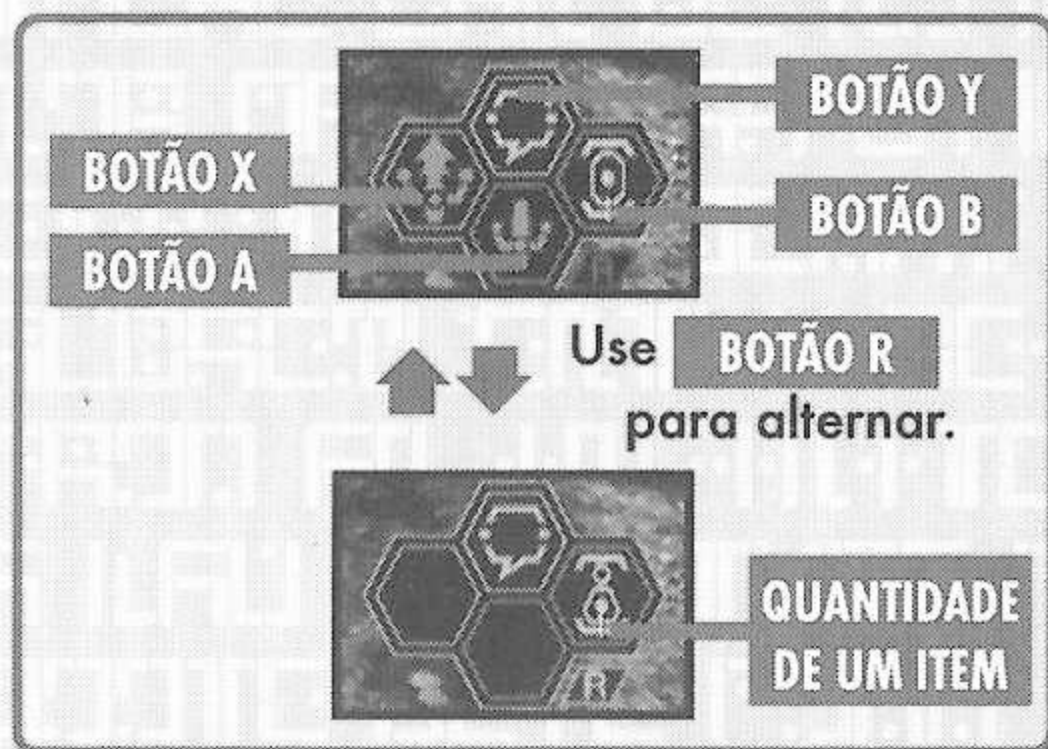 BOTÃO Y
BOTÃO X
BOTÃO B
BOTÃO A
Use BOTÃO R
para alternar.
R
QUANTIDADE
DE UM ITEM